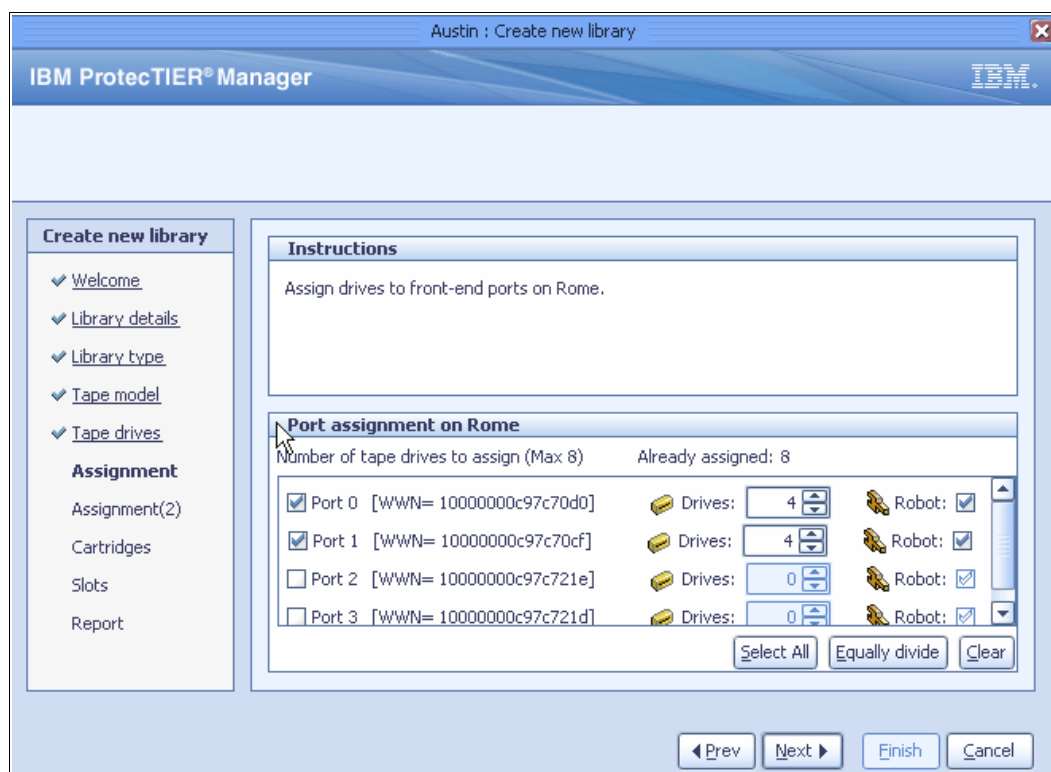 Austin : Create new library
IBM ProtecTIER® Manager
IBM.
Create new library
Welcome
Library details
Library type
Tape model
Tape drives
Assignment
Assignment(2)
Cartridges
Slots
Report
Instructions
Assign drives to front-end ports on Rome.
Port assignment on Rome
Number of tape drives to assign (Max 8) Already assigned: 8
Port 0 [WWN= 10000000c97c70d0] Drives: 4 Robot:
Port 1 [WWN= 10000000c97c70cf] Drives: 4 Robot:
Port 2 [WWN= 10000000c97c721e] Drives: 0 Robot:
Port 3 [WWN= 10000000c97c721d] Drives: 0 Robot:
Select All Equally divide Clear
Prev Next Finish Cancel